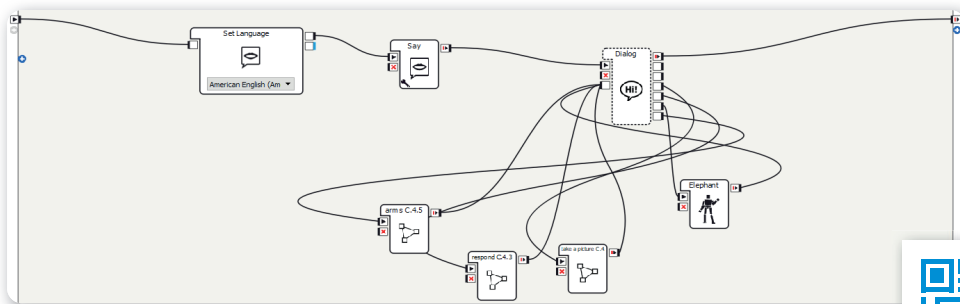 Set Language
American English (Am
Say
Dialog
Hi!
Elephant
arms C.4.5
respond C.4.3
take a picture C.4